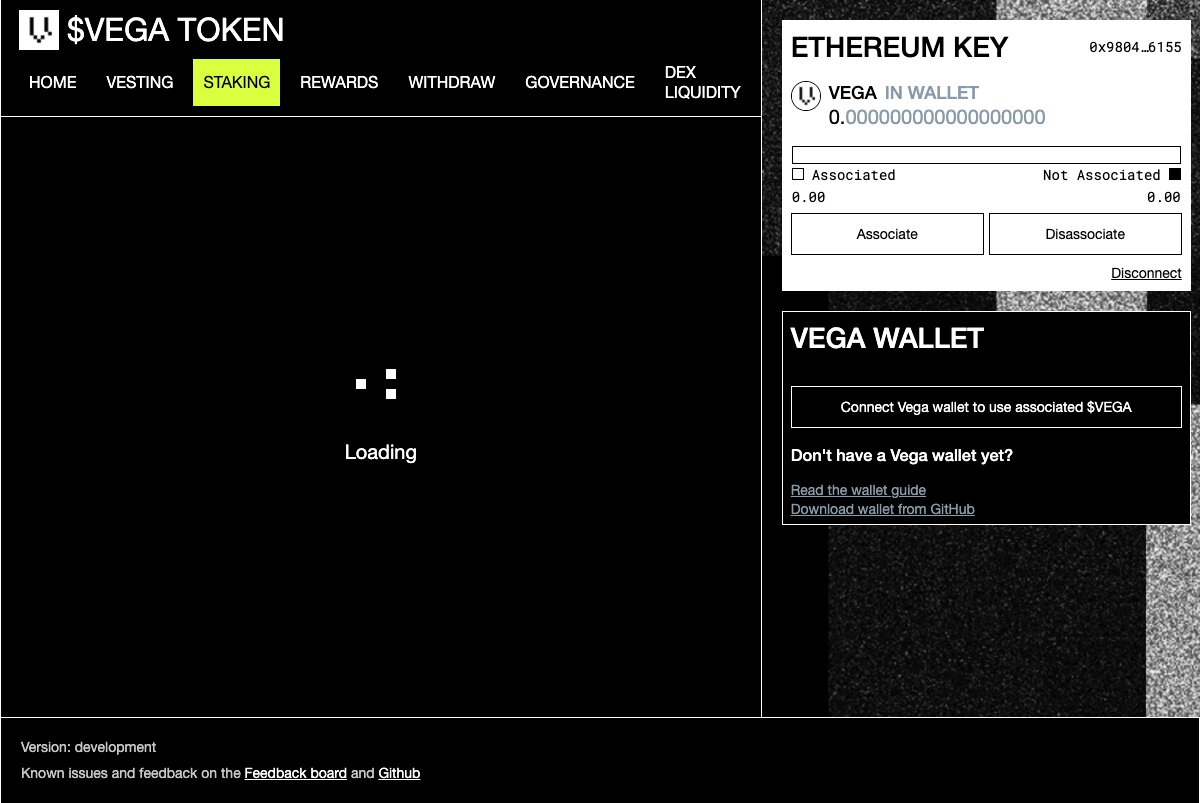 $VEGA TOKEN
HOME
VESTING
STAKING
REWARDS
WITHDRAW
GOVERNANCE
DEX
LIQUIDITY
Loading
ETHEREUM KEY
0x9804…6155
VEGA IN WALLET
0.000000000000000000
Associated
Not Associated
0.00
0.00
Associate
Disassociate
Disconnect
VEGA WALLET
Connect Vega wallet to use associated $VEGA
Don't have a Vega wallet yet?
Read the wallet guide
Download wallet from GitHub
Version: development
Known issues and feedback on the Feedback board and Github